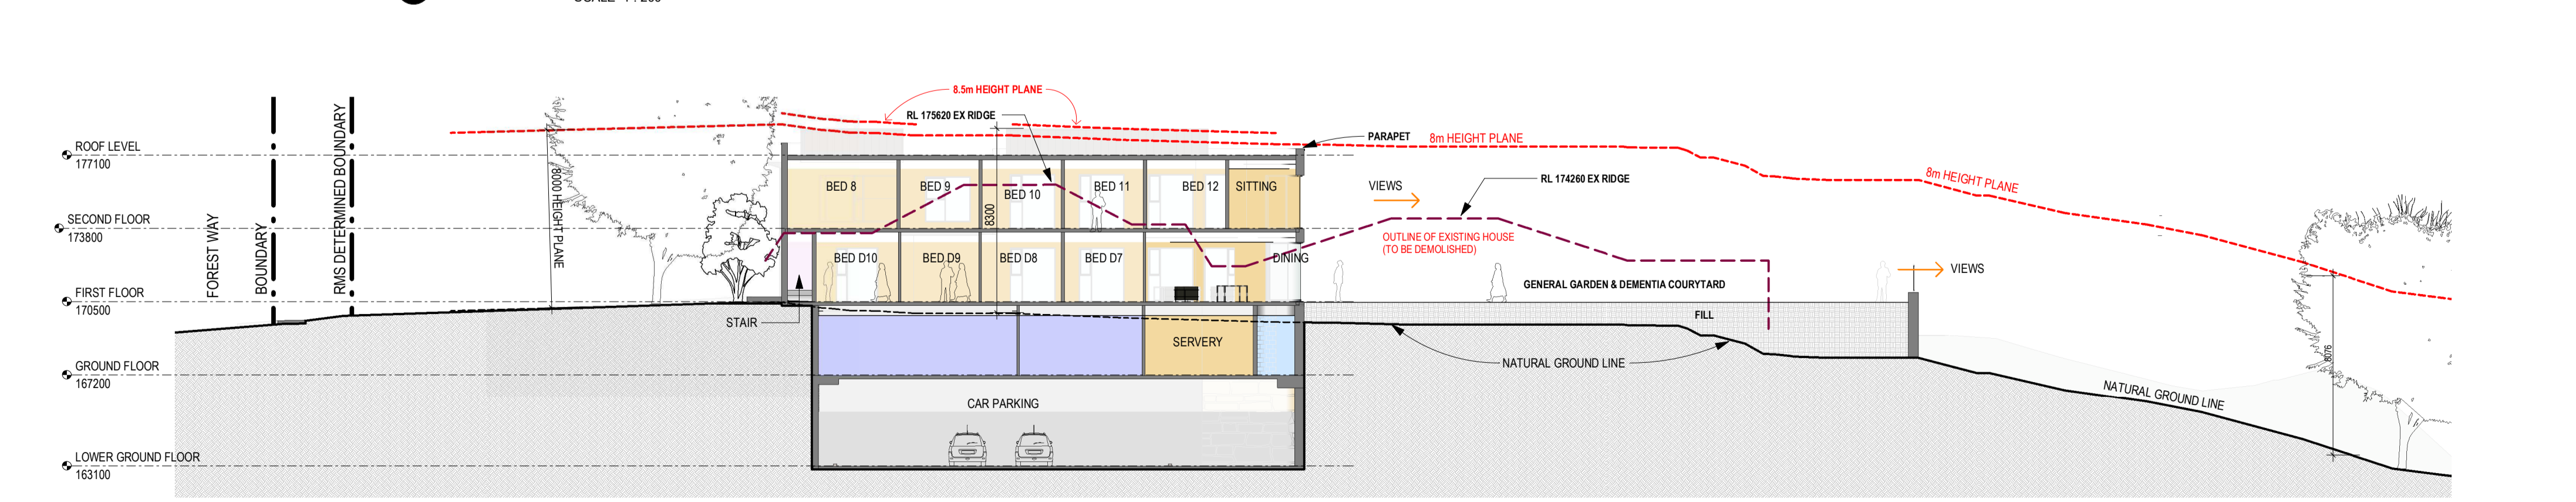 8.5m HEIGHT PLANE
RL 175620 EX RIDGE
PARAPET
8m HEIGHT PLANE
ROOF LEVEL
177100
8m HEIGHT PLANE
RL 174260 EX RIDGE
BED 8
BED 9
BED 10
BED 11
BED 12
SITTING
VIEWS
8000 HEIGHT PLANE
8300
SECOND FLOOR
173800
FOREST WAY
BOUNDARY
RMS DETERMINED BOUNDARY
OUTLINE OF EXISTING HOUSE
(TO BE DEMOLISHED)
BED D10
BED D9
BED D8
BED D7
DINING
VIEWS
GENERAL GARDEN & DEMENTIA COURYTARD
FIRST FLOOR
170500
STAIR
FILL
SERVERY
NATURAL GROUND LINE
8076
GROUND FLOOR
167200
NATURAL GROUND LINE
CAR PARKING
LOWER GROUND FLOOR
163100